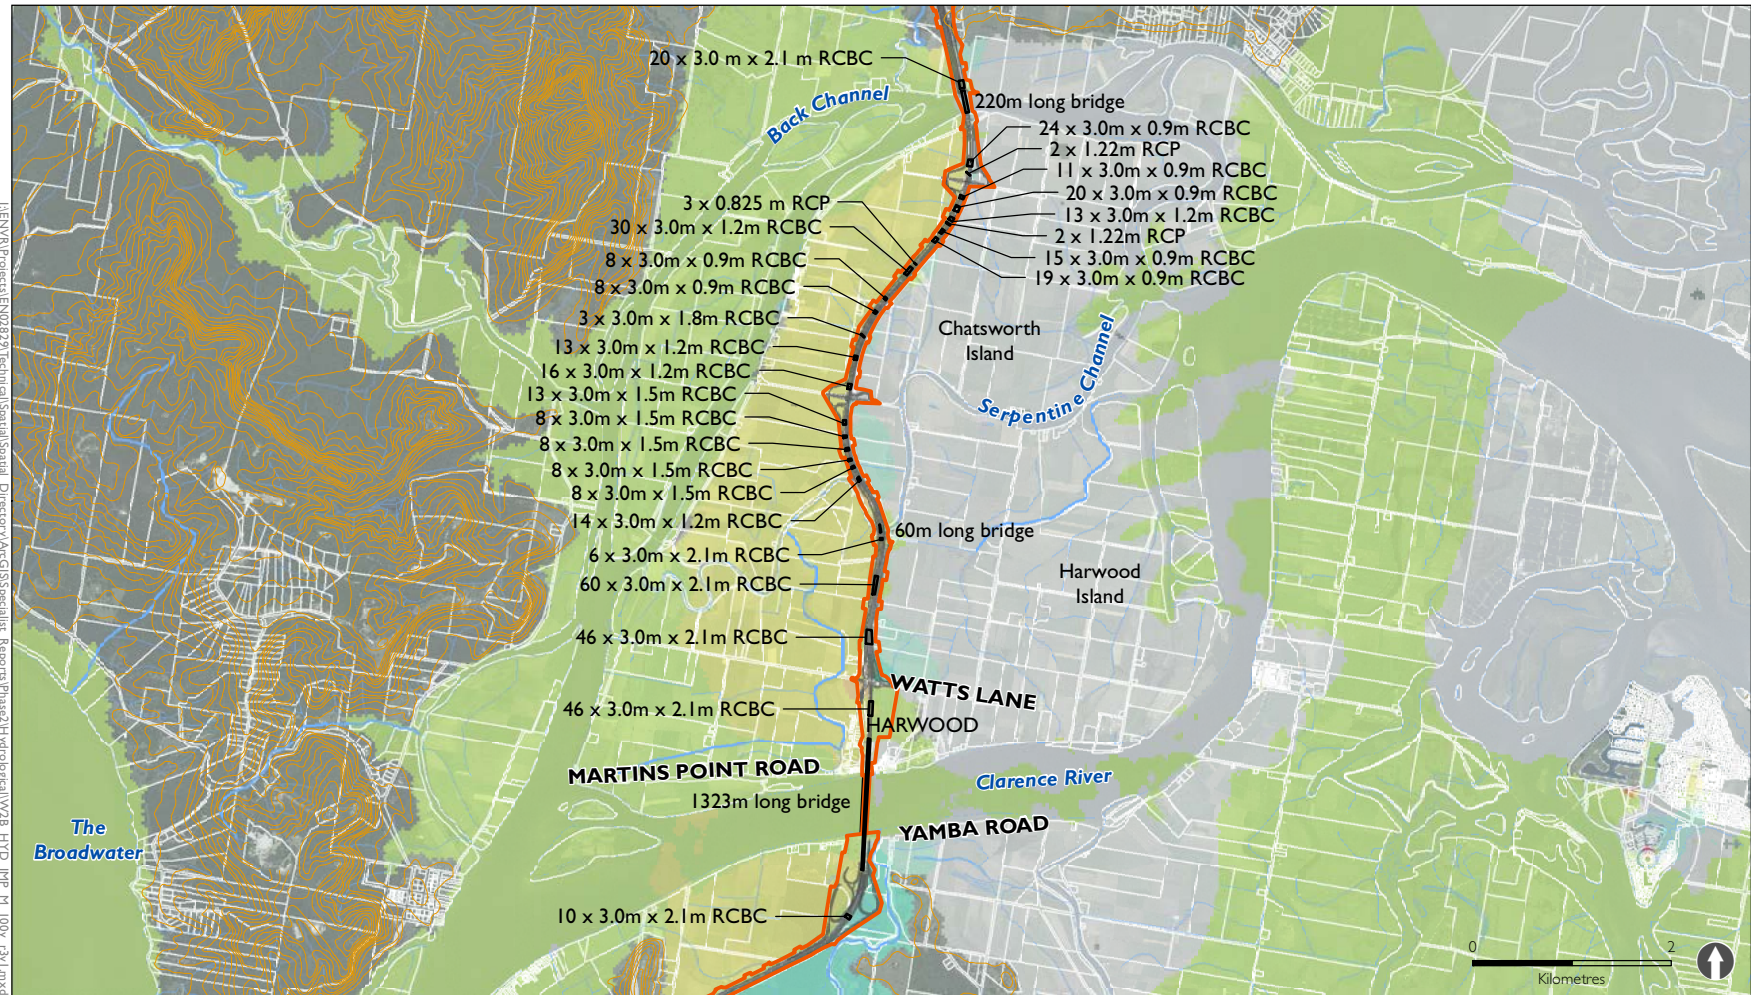 20 x 3.0 m x 2.1 m RCBC
Back Channel
220m long bridge
24 x 3.0m x 0.9m RCBC
2 x 1.22m RCP
11 x 3.0m x 0.9m RCBC
20 x 3.0m x 0.9m RCBC
13 x 3.0m x 1.2m RCBC
2 x 1.22m RCP
15 x 3.0m x 0.9m RCBC
19 x 3.0m x 0.9m RCBC
3 x 0.825 m RCP
30 x 3.0m x 1.2m RCBC
8 x 3.0m x 0.9m RCBC
8 x 3.0m x 0.9m RCBC
3 x 3.0m x 1.8m RCBC
13 x 3.0m x 1.2m RCBC
16 x 3.0m x 1.2m RCBC
13 x 3.0m x 1.5m RCBC
8 x 3.0m x 1.5m RCBC
8 x 3.0m x 1.5m RCBC
8 x 3.0m x 1.5m RCBC
8 x 3.0m x 1.5m RCBC
14 x 3.0m x 1.2m RCBC
6 x 3.0m x 2.1m RCBC
60 x 3.0m x 2.1m RCBC
46 x 3.0m x 2.1m RCBC
46 x 3.0m x 2.1m RCBC
Chatsworth
Island
Serpentine Channel
60m long bridge
Harwood
Island
WATTS LANE
HARWOOD
MARTINS POINT ROAD
Clarence River
1323m long bridge
YAMBA ROAD
The
Broadwater
10 x 3.0m x 2.1m RCBC
0 2
Kilometres